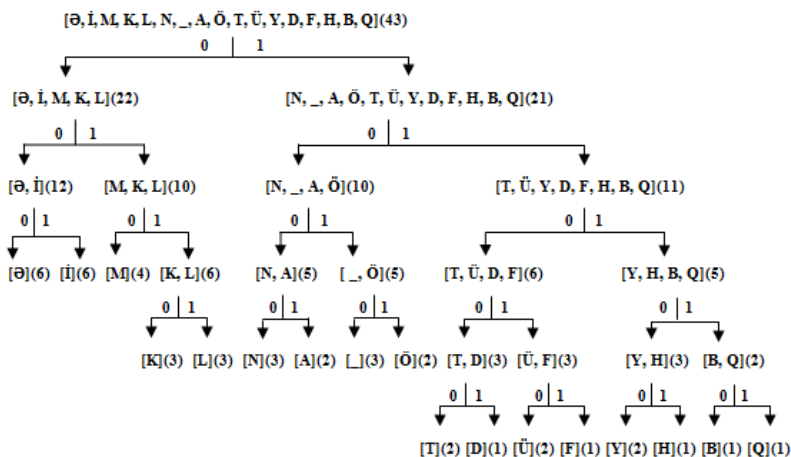 [Ə, İ, M, K, L, N, _, A, Ö, T, Ü, Y, D, F, H, B, Q](43)
0 1
[Ə, İ, M, K, L](22) [N, _, A, Ö, T, Ü, Y, D, F, H, B, Q](21)
0 1 0 1
[Ə, İ](12) [M, K, L](10) [N, _, A, Ö](10) [T, Ü, Y, D, F, H, B, Q](11)
0 1 0 1 0 1 0 1
[Ə](6) [İ](6) [M](4) [K, L](6) [N, A](5) [ _, Ö](5) [T, Ü, D, F](6) [Y, H, B, Q](5)
0 1 0 1 0 1 0 1 0 1
[K](3) [L](3) [N](3) [A](2) [_](3) [Ö](2) [T, D](3) [Ü, F](3) [Y, H](3) [B, Q](2)
0 1 0 1 0 1 0 1
[T](2) [D](1) [Ü](2) [F](1) [Y](2) [H](1) [B](1) [Q](1)